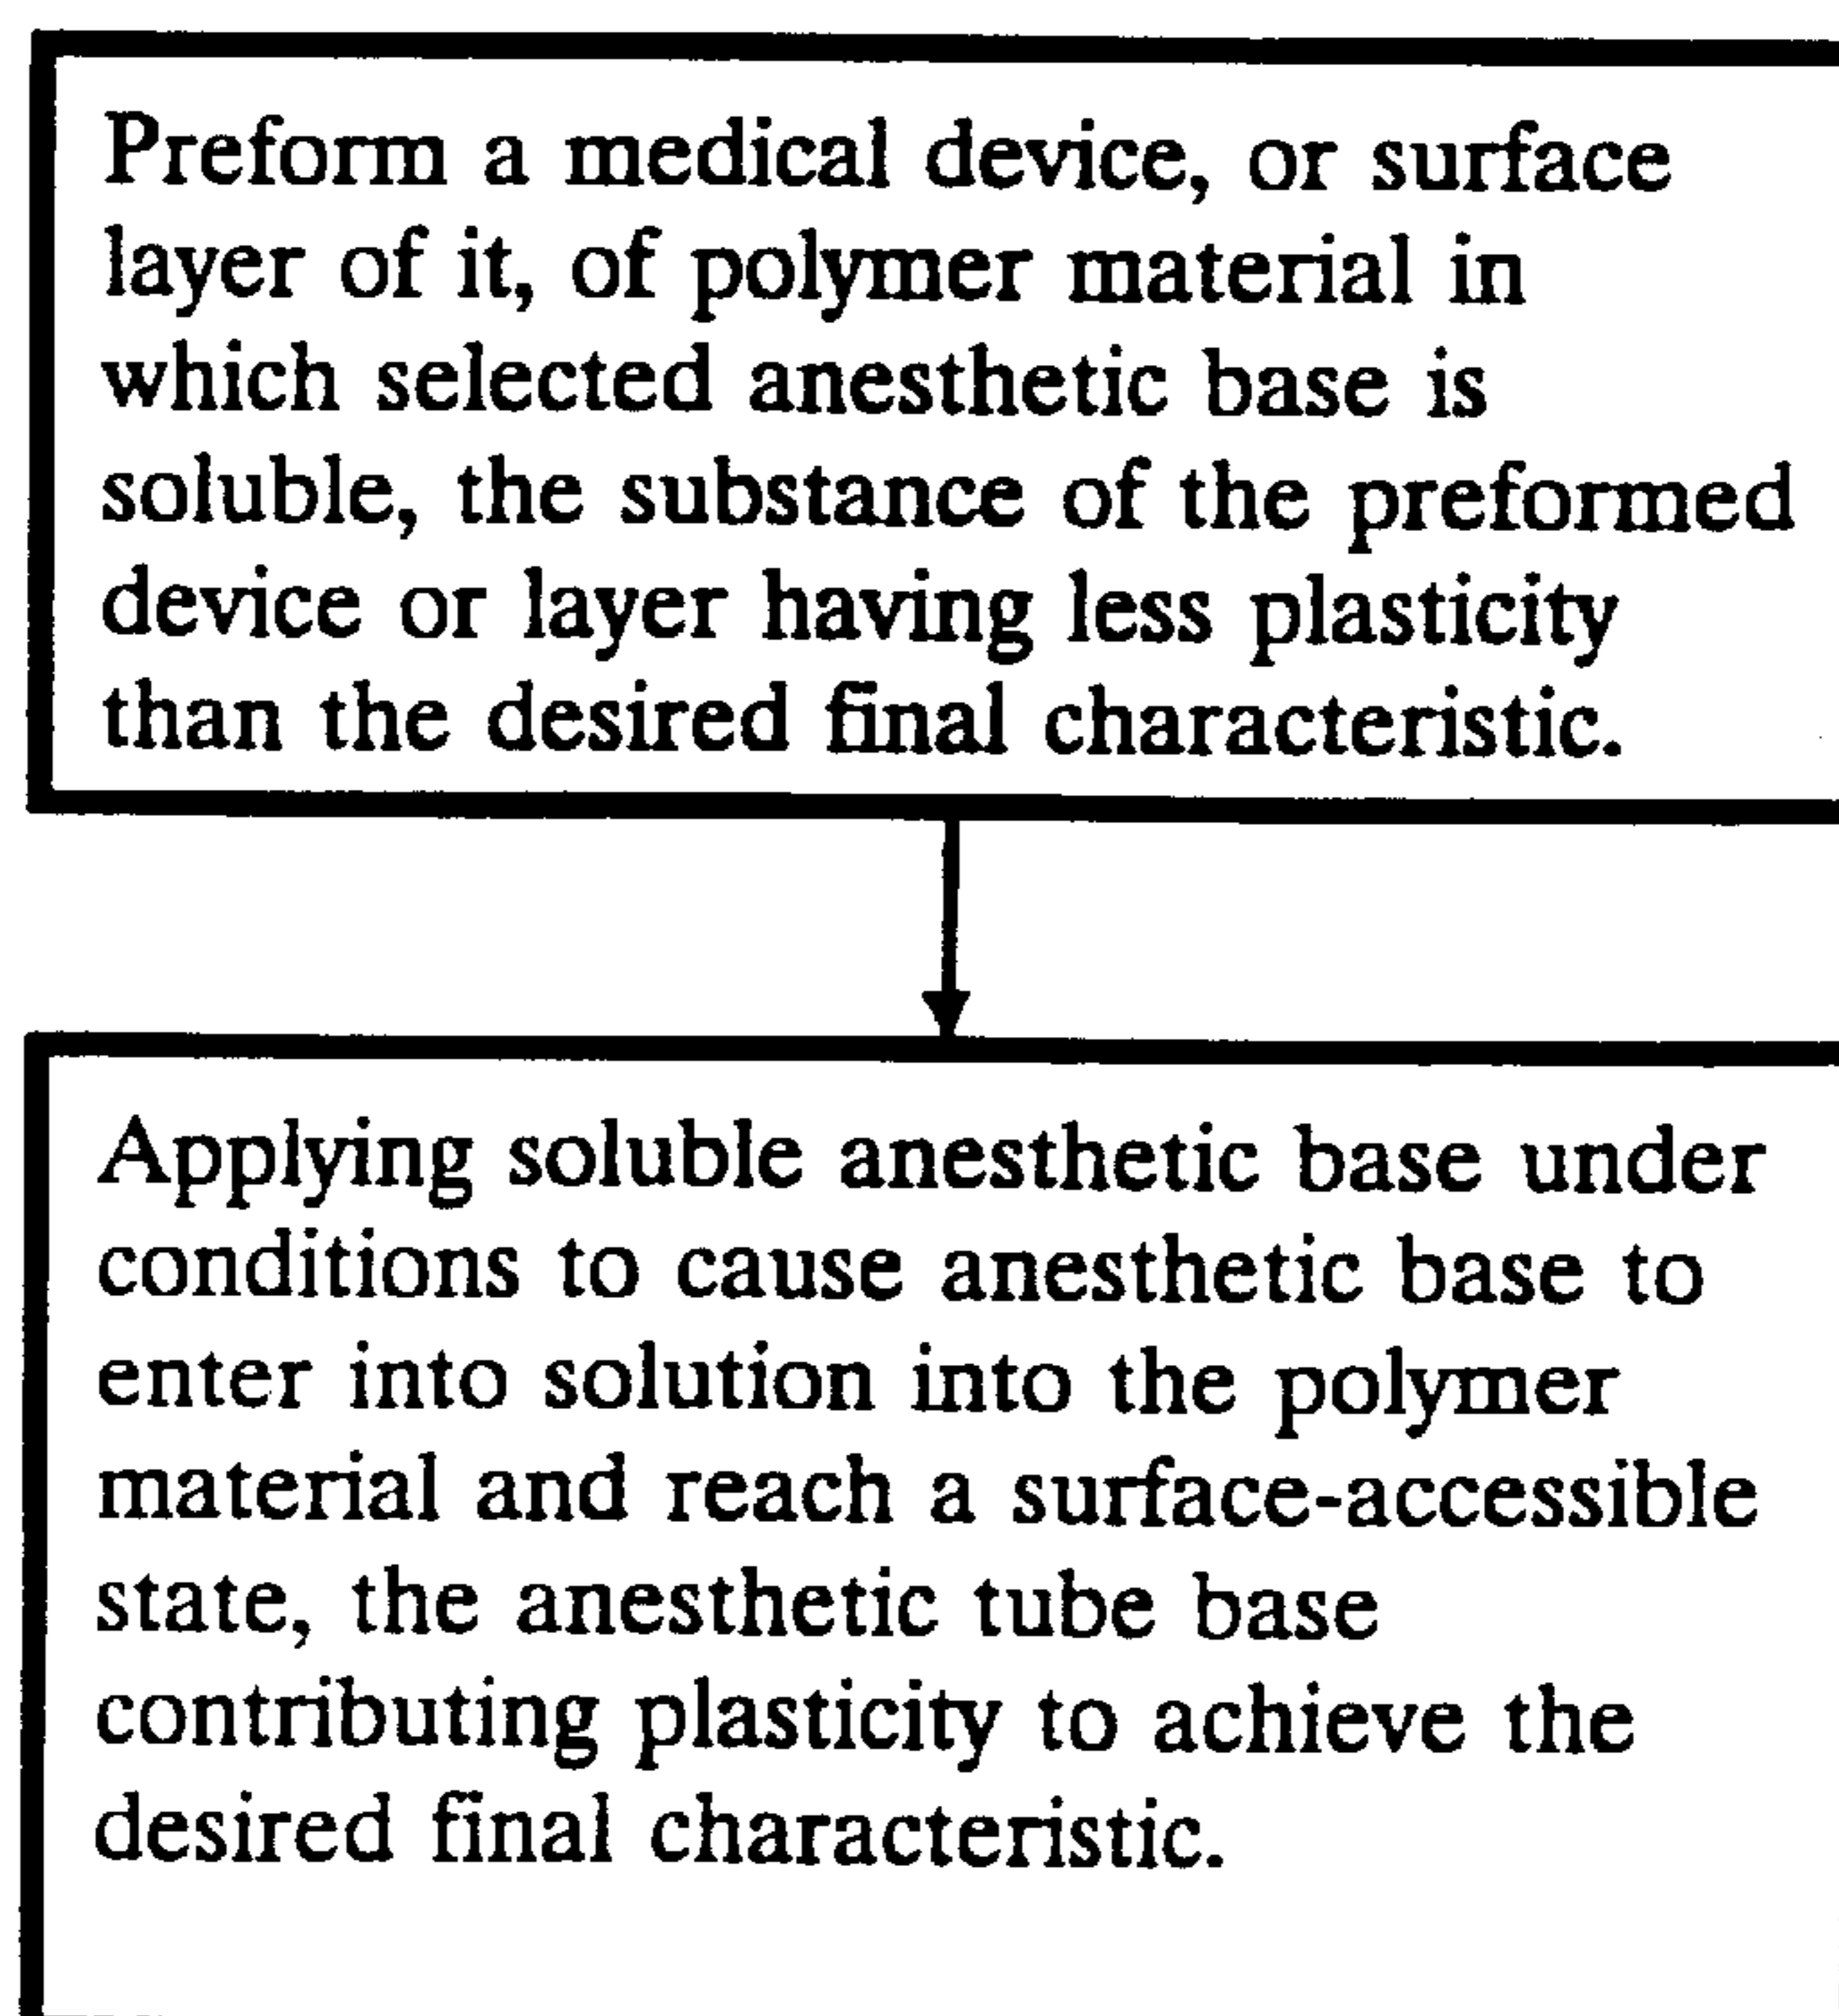 Preform a medical device, or surface
layer of it, of polymer material in
which selected anesthetic base is
soluble, the substance of the preformed
device or layer having less plasticity
than the desired final characteristic.
Applying soluble anesthetic base under
conditions to cause anesthetic base to
enter into solution into the polymer
material and reach a surface-accessible
state, the anesthetic tube base
contributing plasticity to achieve the
desired final characteristic.